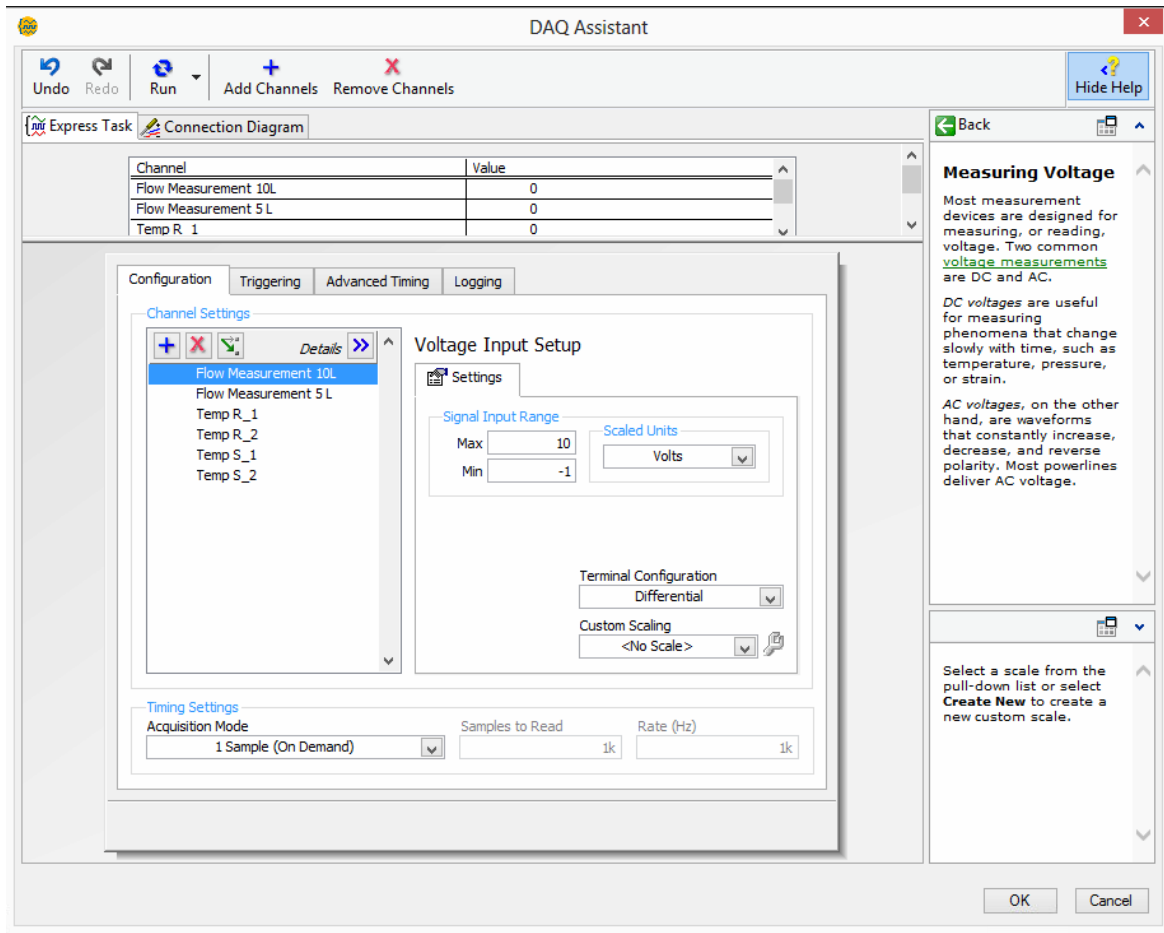 DAQ Assistant
Undo Redo Run Add Channels Remove Channels Hide Help
Express Task Connection Diagram
Channel Value
Flow Measurement 10L 0
Flow Measurement 5 L 0
Temp R_1 0
Configuration Triggering Advanced Timing Logging
Channel Settings
Details
Flow Measurement 10L
Flow Measurement 5 L
Temp R_1
Temp R_2
Temp S_1
Temp S_2
Voltage Input Setup
Settings
Signal Input Range
Max 10
Min -1
Scaled Units
Volts
Terminal Configuration
Differential
Custom Scaling
<No Scale>
Timing Settings
Acquisition Mode Samples to Read Rate (Hz)
1 Sample (On Demand) 1k 1k
Back
Measuring Voltage
Most measurement
devices are designed for
measuring, or reading,
voltage. Two common
voltage measurements
are DC and AC.
DC voltages are useful
for measuring
phenomena that change
slowly with time, such as
temperature, pressure,
or strain.
AC voltages, on the other
hand, are waveforms
that constantly increase,
decrease, and reverse
polarity. Most powerlines
deliver AC voltage.
Select a scale from the
pull-down list or select
Create New to create a
new custom scale.
OK Cancel